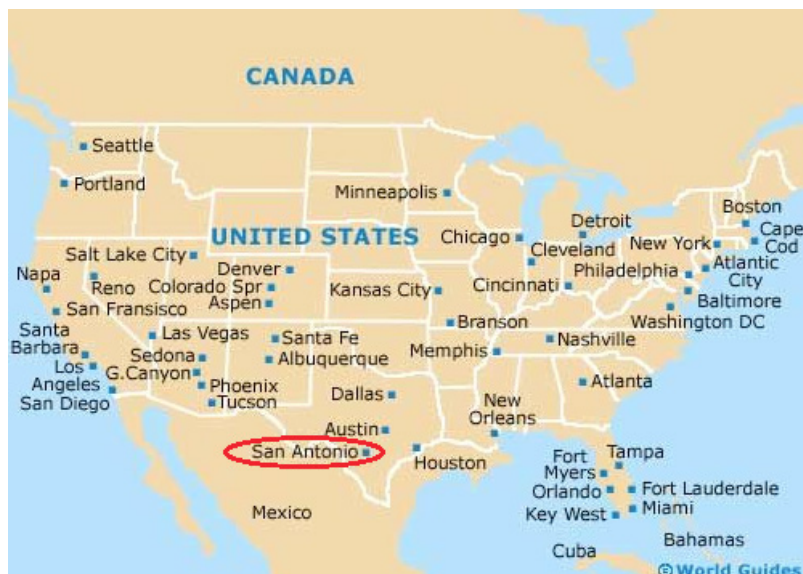 CANADA
Seattle
Portland
Minneapolis
UNITED STATES
Boston
Cape
Cod
Detroit
Chicago
New York
Cleveland
Salt Lake City
Denver
Philadelphia
Atlantic
City
Napa
Reno
Colorado Spr
Kansas City
Cincinnati
Baltimore
San Fransisco
Aspen
Washington DC
Santa
Barbara
Las Vegas
Santa Fe
Branson
Nashville
Sedona
Albuquerque
Memphis
Los
Angeles
G.Canyon
Phoenix
Atlanta
San Diego
Tucson
Dallas
New
Orleans
Austin
San Antonio
Houston
Fort
Myers
Tampa
Orlando
Fort Lauderdale
Key West
Miami
Mexico
Bahamas
Cuba
© World Guides